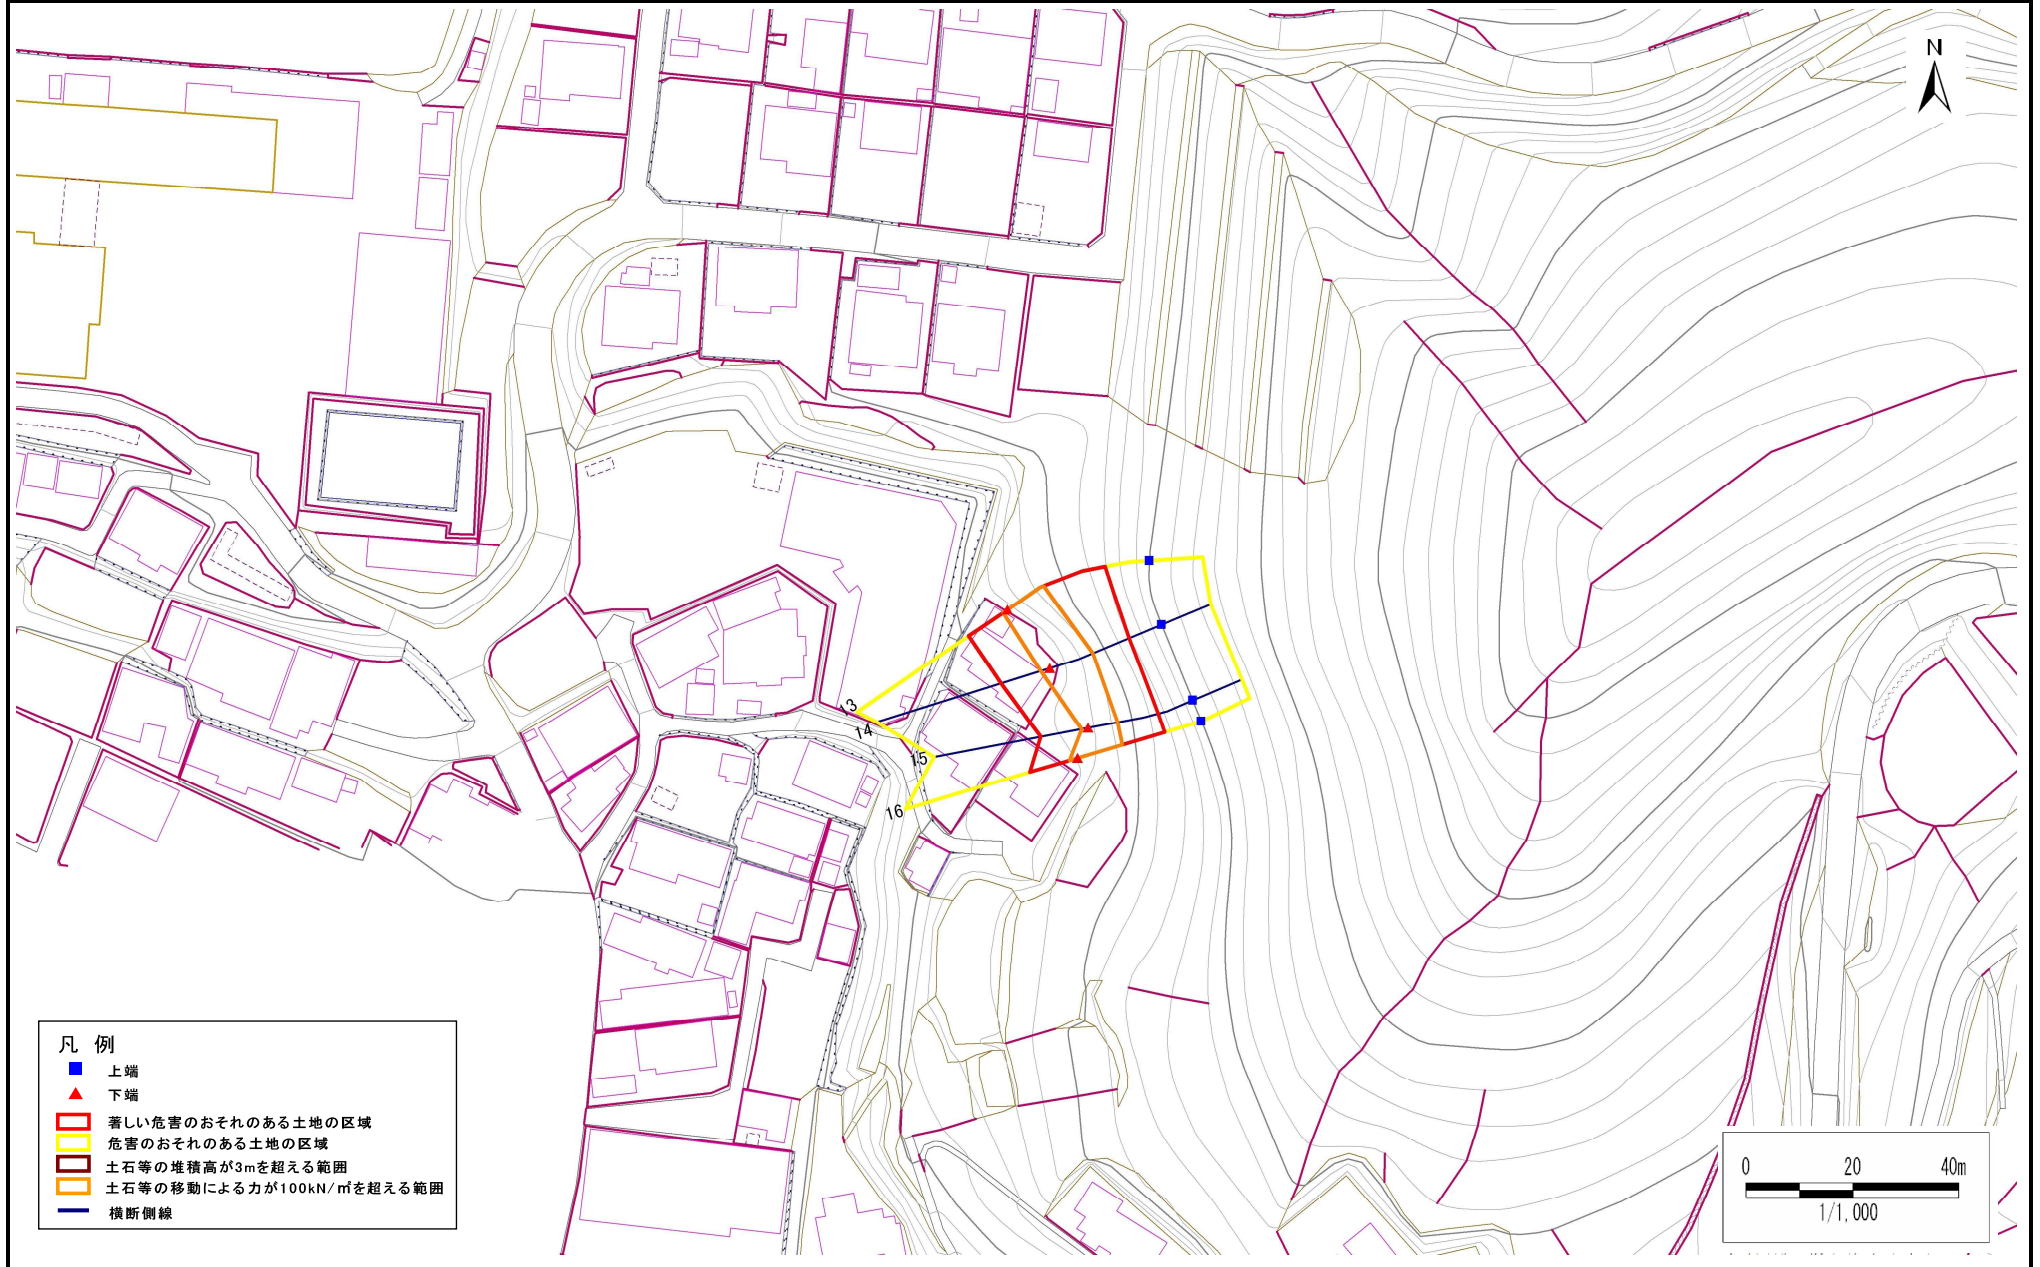 N
13
14
15
16
凡 例
上端
下端
著しい危害のおそれのある土地の区域
危害のおそれのある土地の区域
土石等の堆積高が3mを超える範囲
土石等の移動による力が100kN/㎡を超える範囲
横断側線
0 20 40m
1/1,000